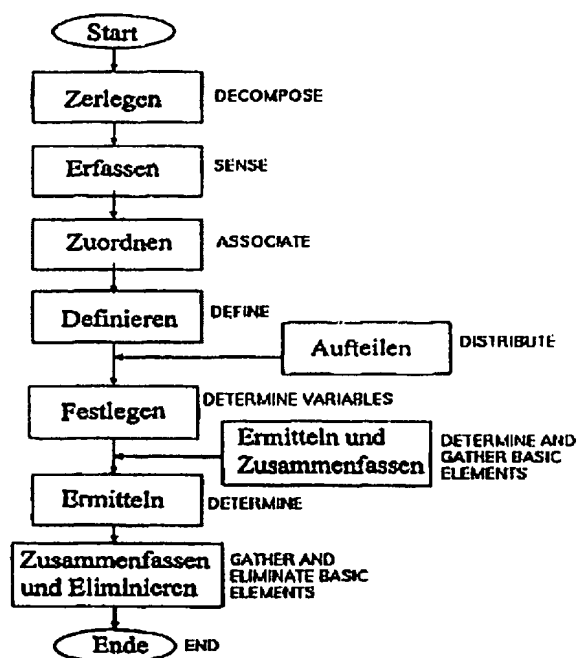 Start
Zerlegen
DECOMPOSE
Erfassen
SENSE
Zuordnen
ASSOCIATE
Definieren
DEFINE
Aufteilen
DISTRIBUTE
Festlegen
DETERMINE VARIABLES
Ermitteln und
Zusammenfassen
DETERMINE AND
GATHER BASIC
ELEMENTS
Ermitteln
DETERMINE
Zusammenfassen
und Eliminieren
GATHER AND
ELIMINATE BASIC
ELEMENTS
Ende
END